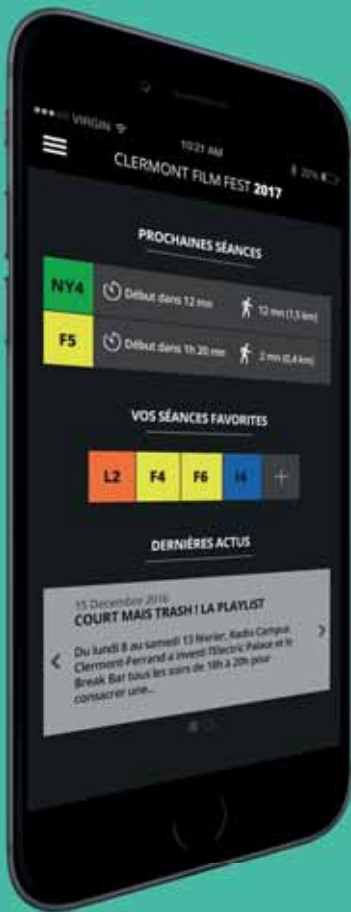 VIRGIN
10:21 AM
22%
CLERMONT FILM FEST 2017
PROCHAINES SÉANCES
NY4
Début dans 12 mn
12 mn (1,5 km)
F5
Début dans 1h 20 mn
2 mn (0,4 km)
VOS SÉANCES FAVORITES
L2 F4 F6 I4 +
DERNIÈRES ACTUS
15 Decembre 2016
COURT MAIS TRASH ! LA PLAYLIST
Du lundi 8 au samedi 13 février, Radio Campus
Clermont-Ferrand a investi l'Electric Palace et le
Break Bar tous les soirs de 18h à 20h pour
consacrer une...